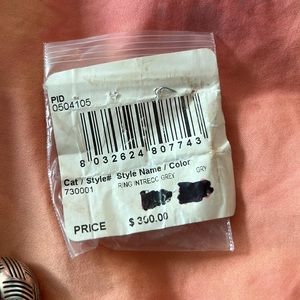 PID
0504105
8 032624 807743
Cat / Style# Style Name / Color
730001 RING INTRECC GREY GRY
PRICE $ 300.00